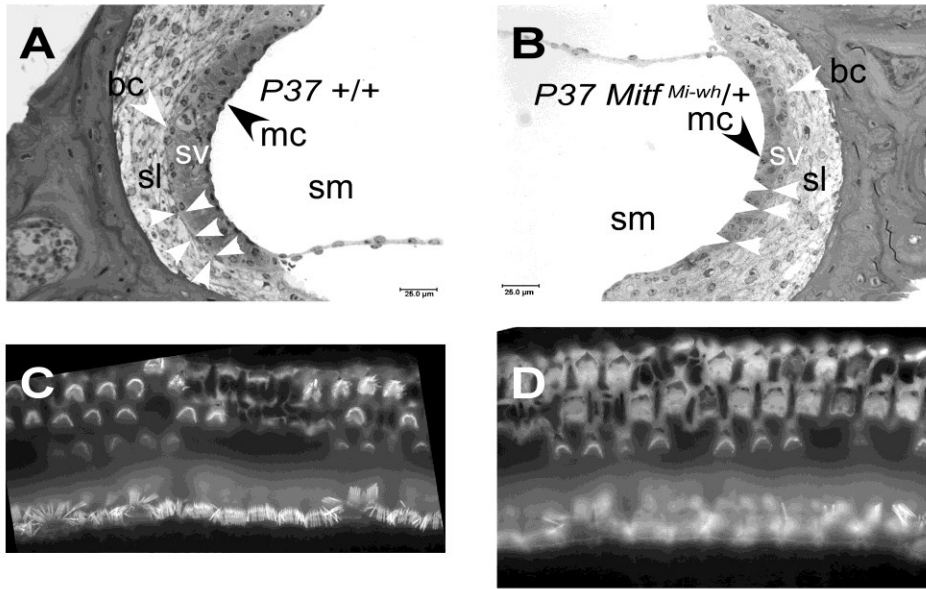 A
bc
P37 +/+
mc
sv
sl
sm
25.0 µm
B
bc
P37 Mitf Mi-wh/+
mc
sv
sl
sm
25.0 µm
C
D